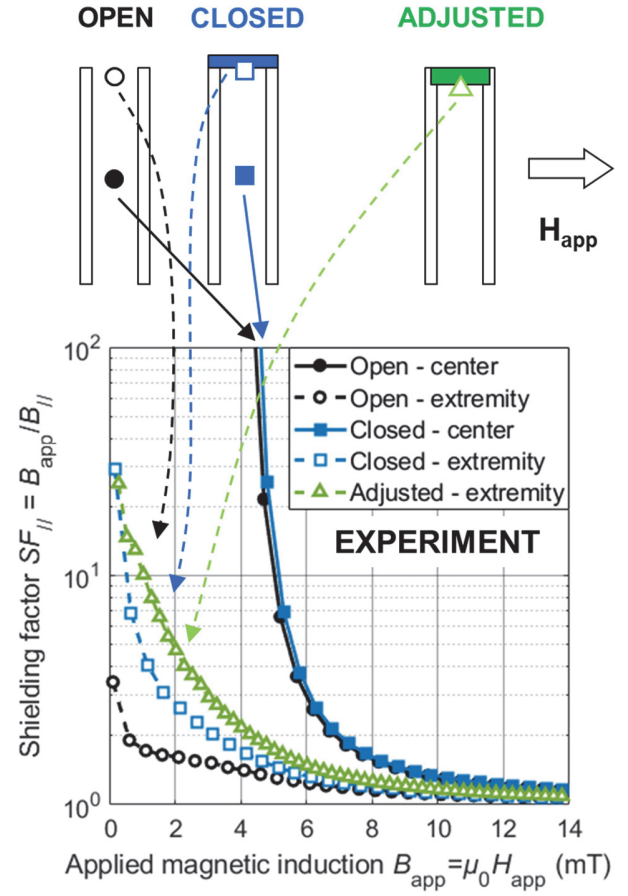 OPEN CLOSED ADJUSTED
H_app
Shielding factor SF_// = B_app/B_//
10^2
10^1
10^0
Open - center
Open - extremity
Closed - center
Closed - extremity
Adjusted - extremity
EXPERIMENT
0 2 4 6 8 10 12 14
Applied magnetic induction B_app=μ_0H_app (mT)